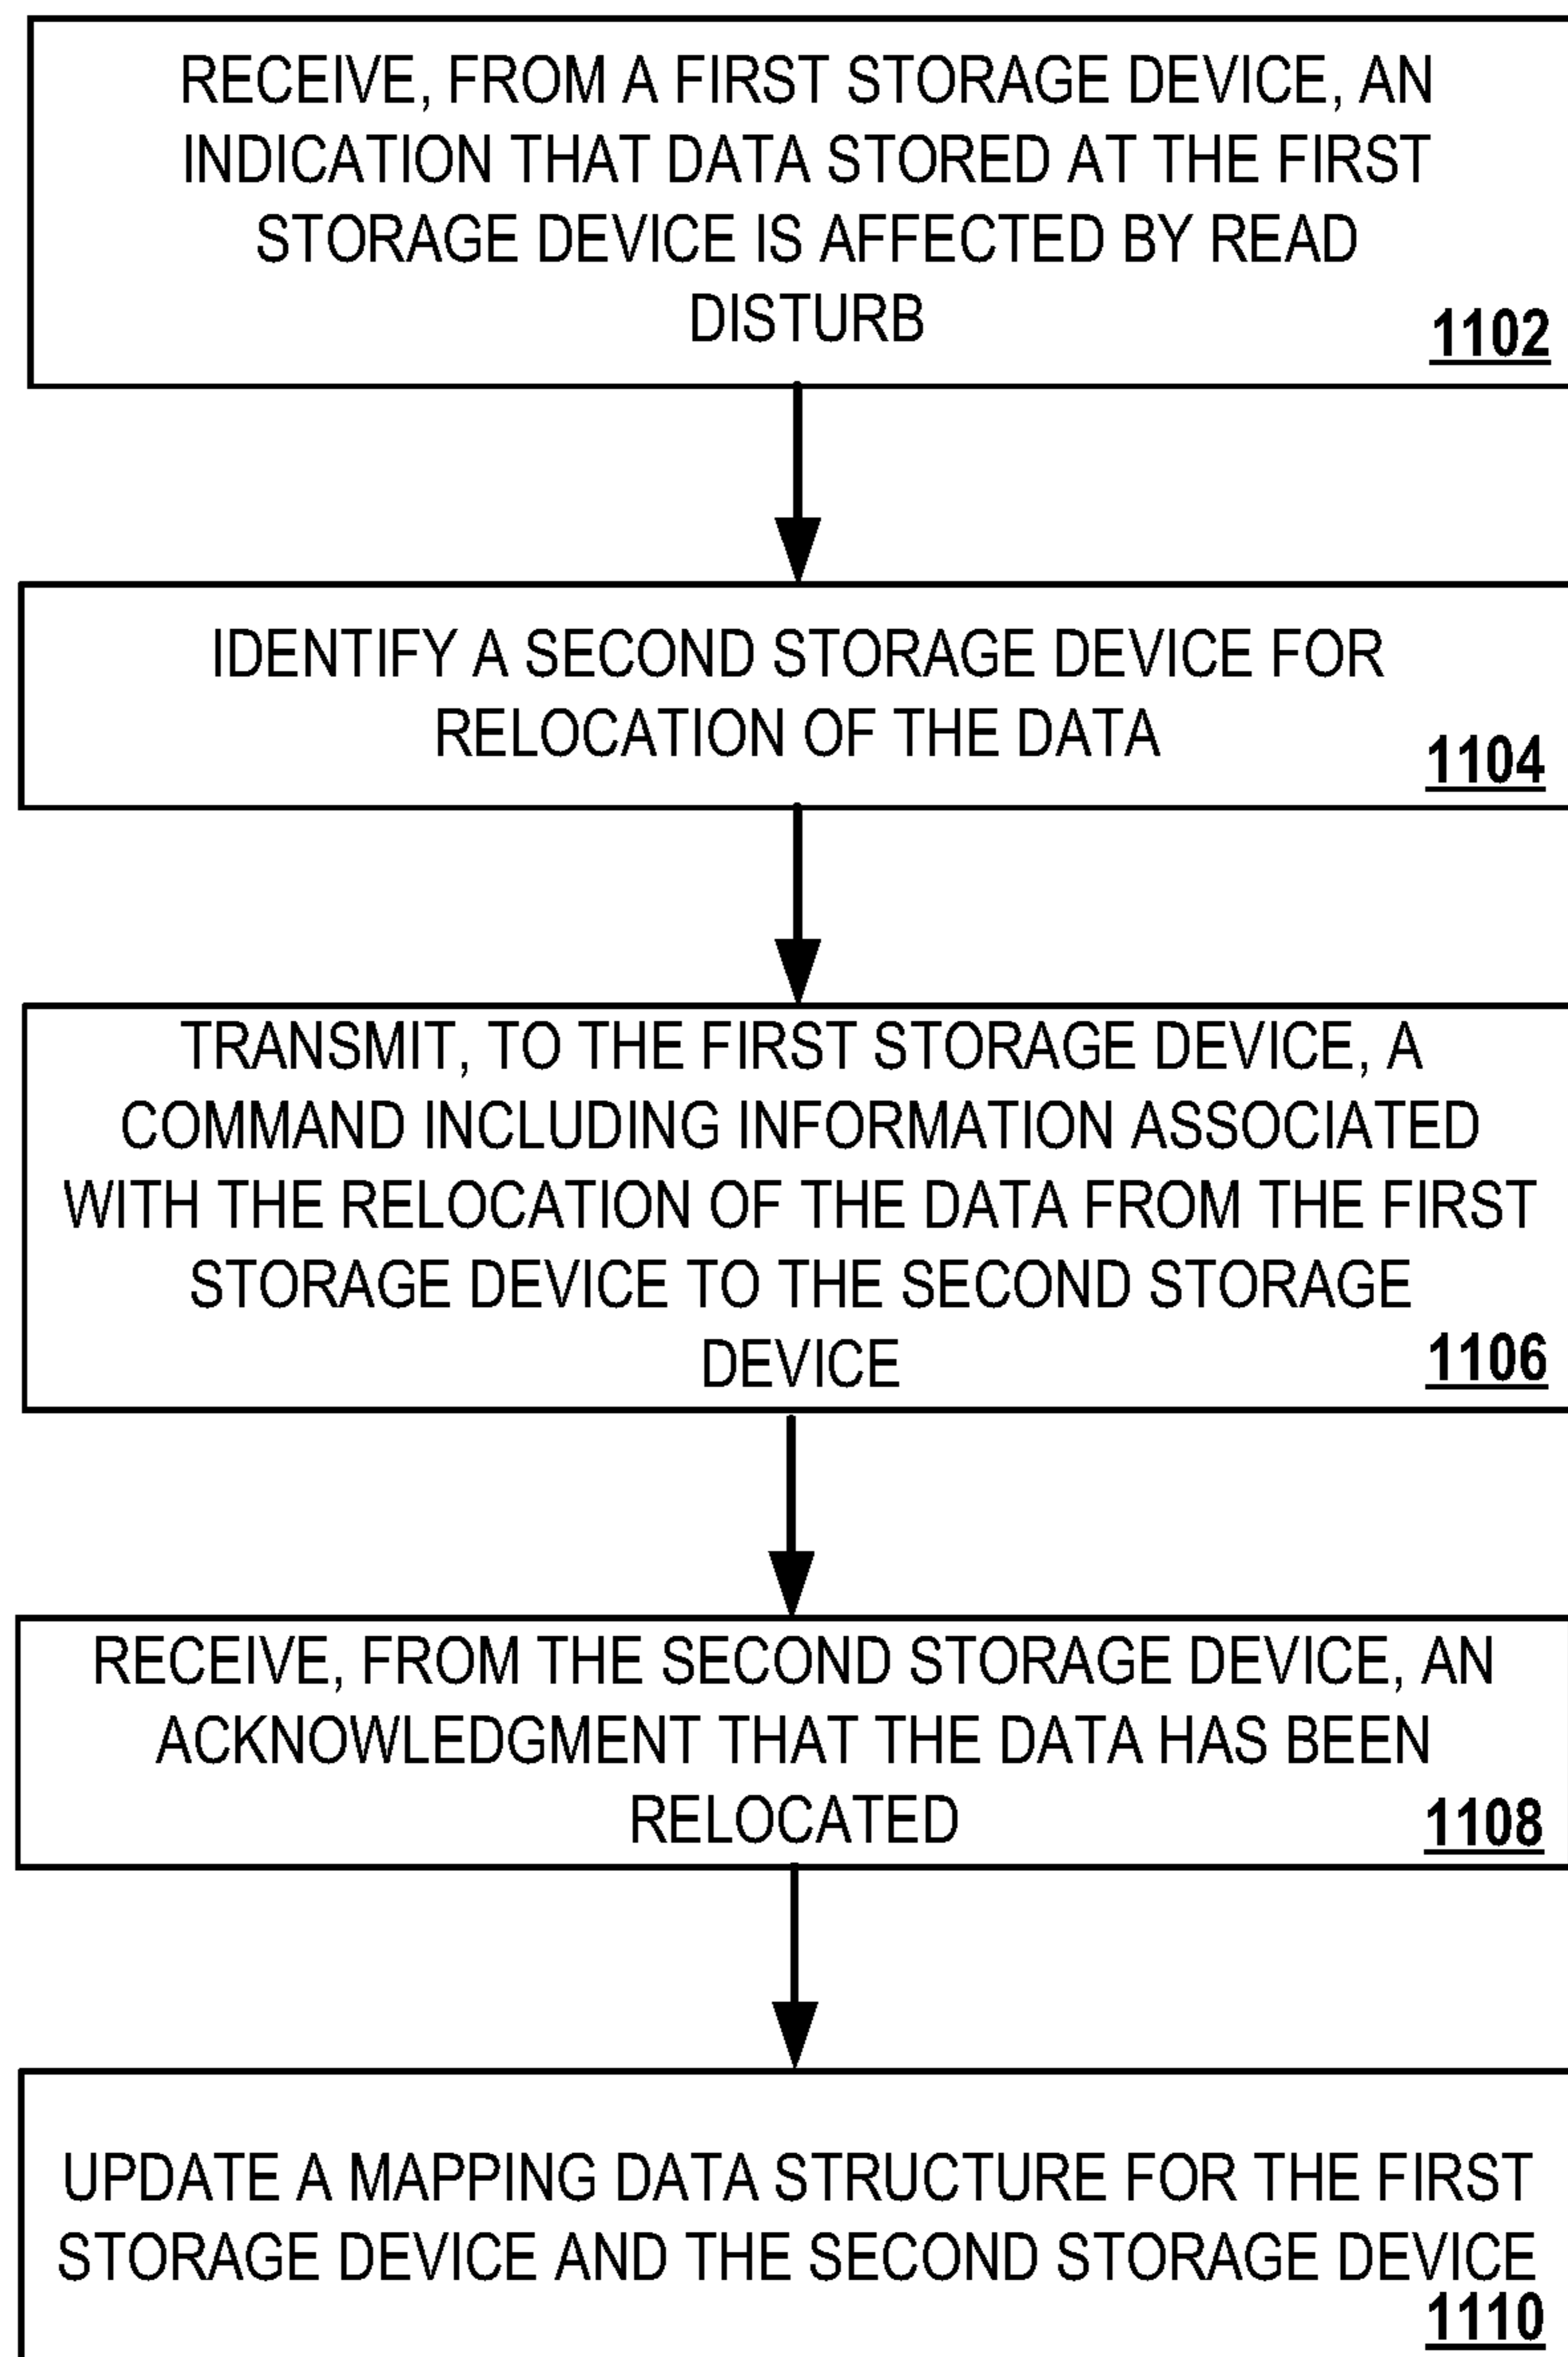 RECEIVE, FROM A FIRST STORAGE DEVICE, AN
INDICATION THAT DATA STORED AT THE FIRST
STORAGE DEVICE IS AFFECTED BY READ
DISTURB
1102
IDENTIFY A SECOND STORAGE DEVICE FOR
RELOCATION OF THE DATA
1104
TRANSMIT, TO THE FIRST STORAGE DEVICE, A
COMMAND INCLUDING INFORMATION ASSOCIATED
WITH THE RELOCATION OF THE DATA FROM THE FIRST
STORAGE DEVICE TO THE SECOND STORAGE
DEVICE
1106
RECEIVE, FROM THE SECOND STORAGE DEVICE, AN
ACKNOWLEDGMENT THAT THE DATA HAS BEEN
RELOCATED
1108
UPDATE A MAPPING DATA STRUCTURE FOR THE FIRST
STORAGE DEVICE AND THE SECOND STORAGE DEVICE
1110